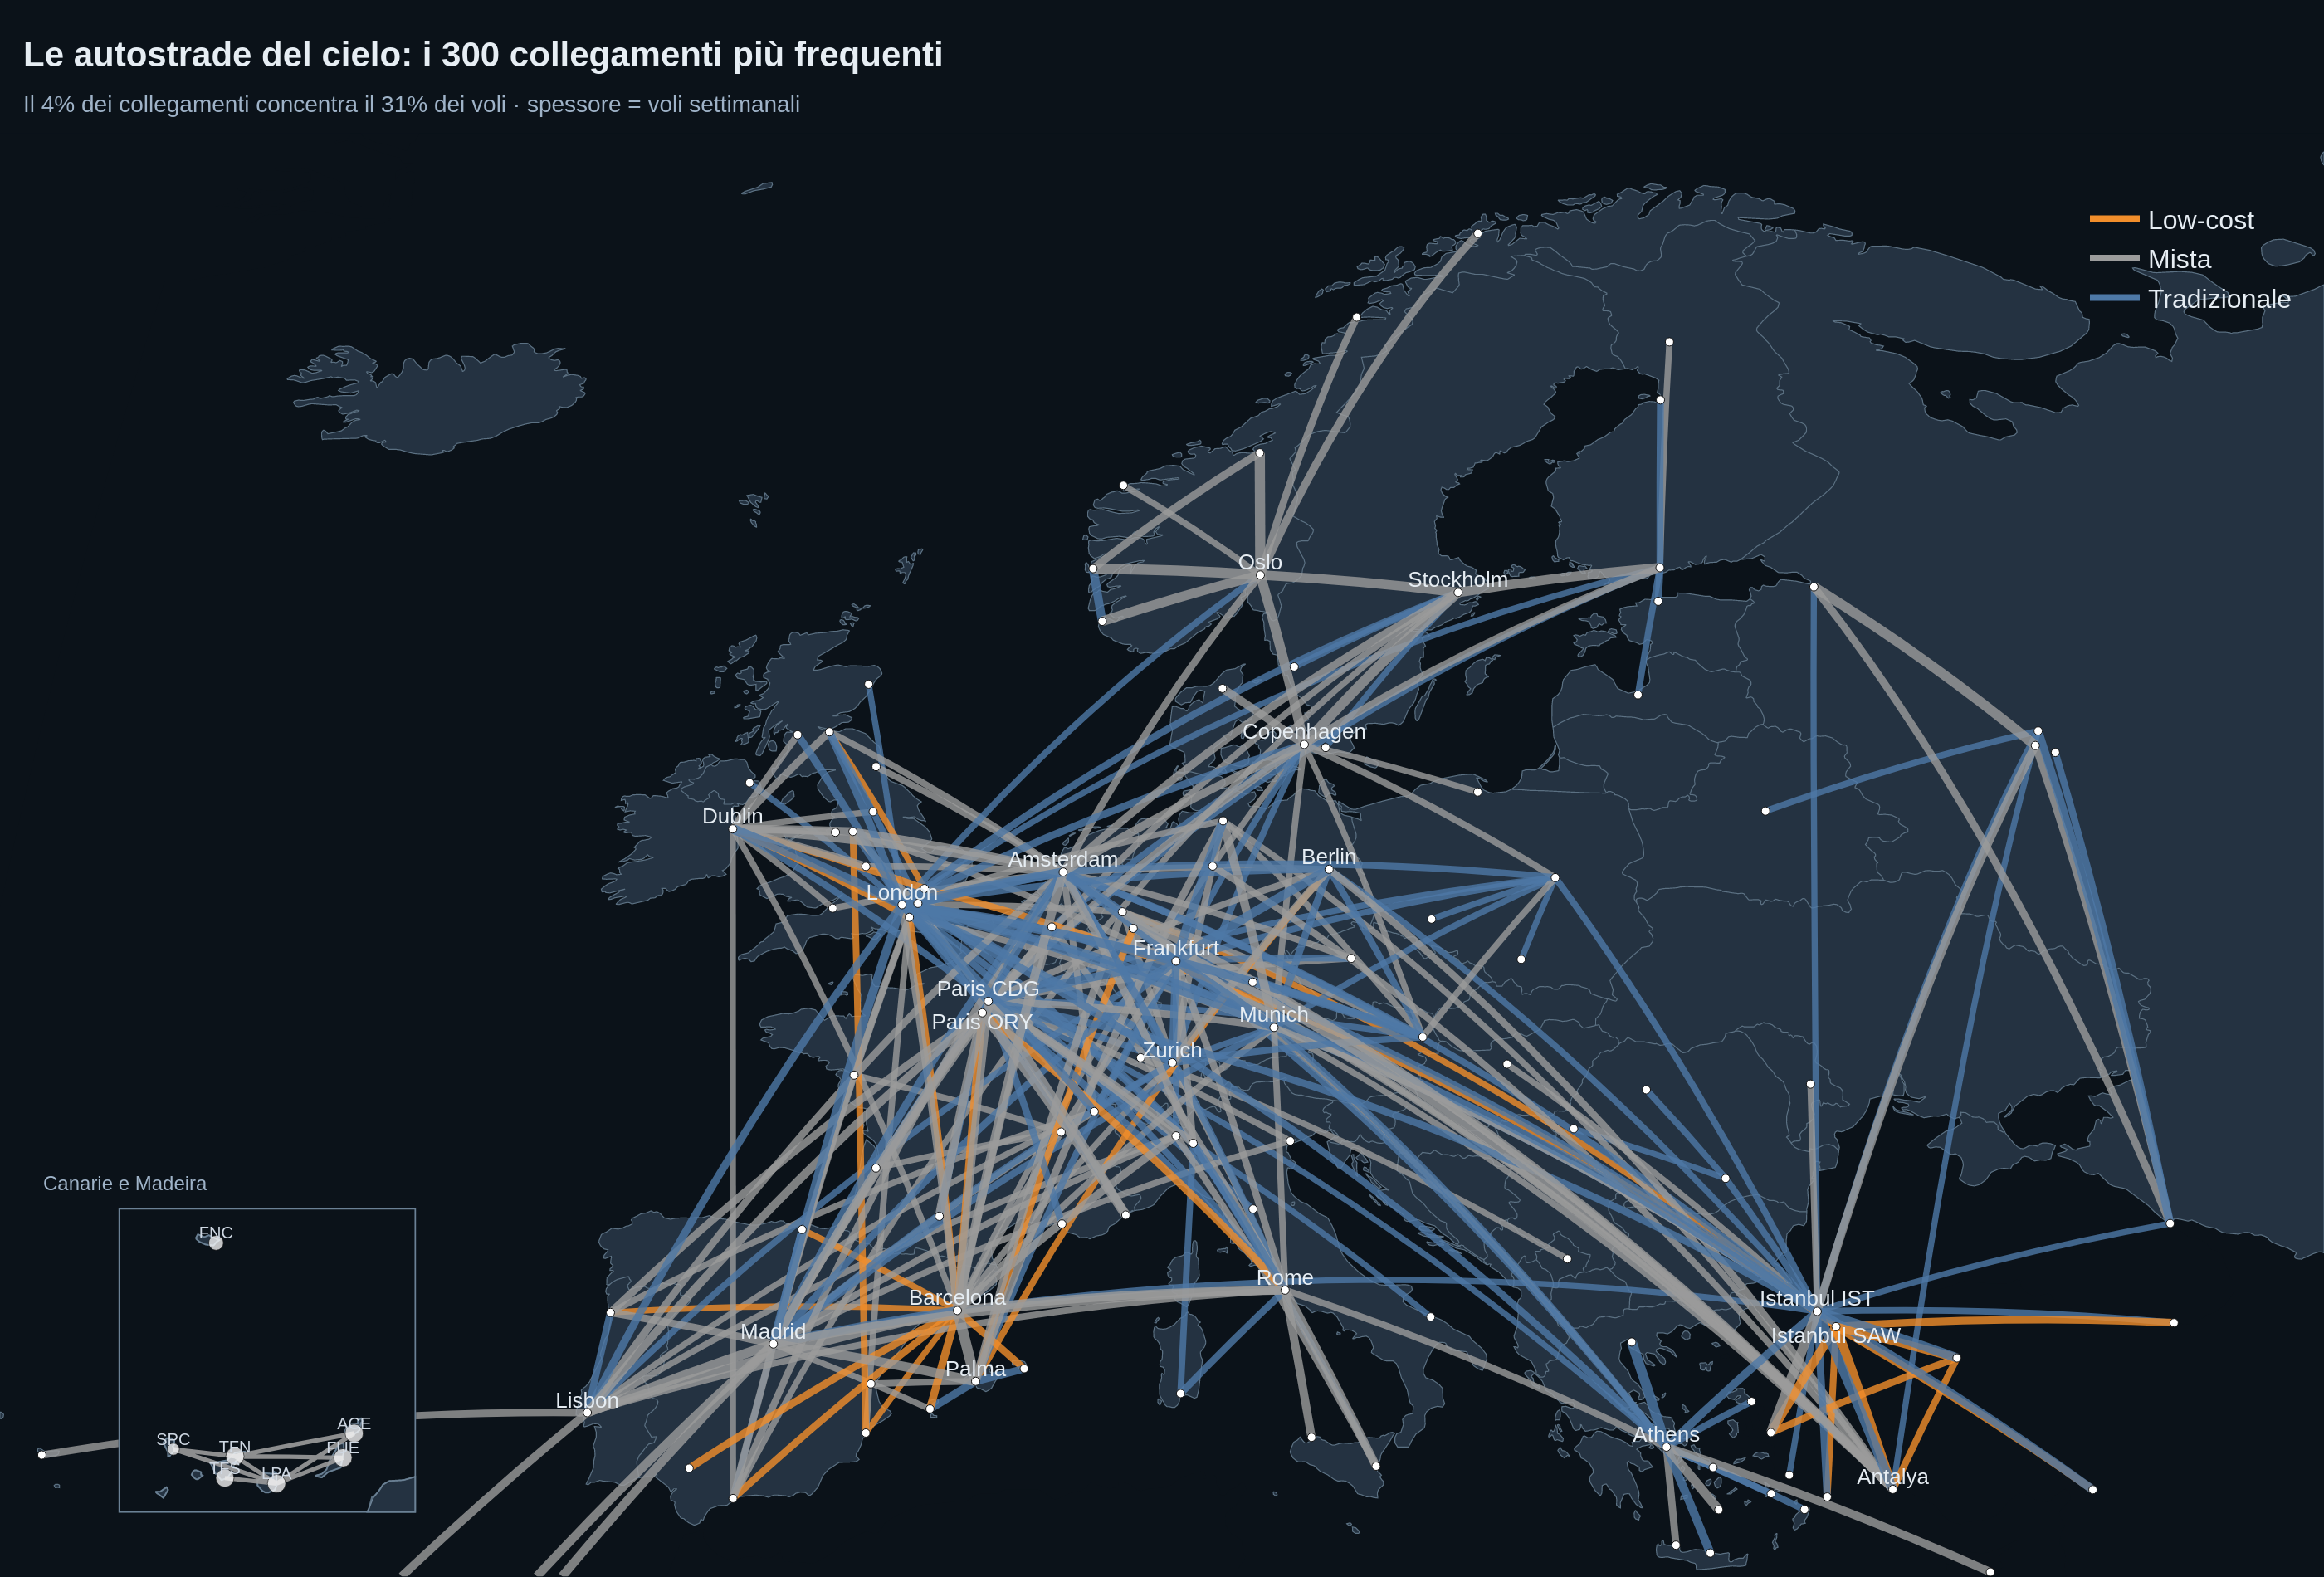 Le autostrade del cielo: i 300 collegamenti più frequenti
Il 4% dei collegamenti concentra il 31% dei voli · spessore = voli settimanali
Low-cost
Mista
Tradizionale
Oslo
Stockholm
Copenhagen
Dublin
Amsterdam
Berlin
London
Frankfurt
Paris CDG
Munich
Paris ORY
Zurich
Canarie e Madeira
FNC
Rome
Barcelona
Istanbul IST
Madrid
Istanbul SAW
Palma
Lisbon
ACE
Athens
SPC
TFN
FUE
TFS
LPA
Antalya